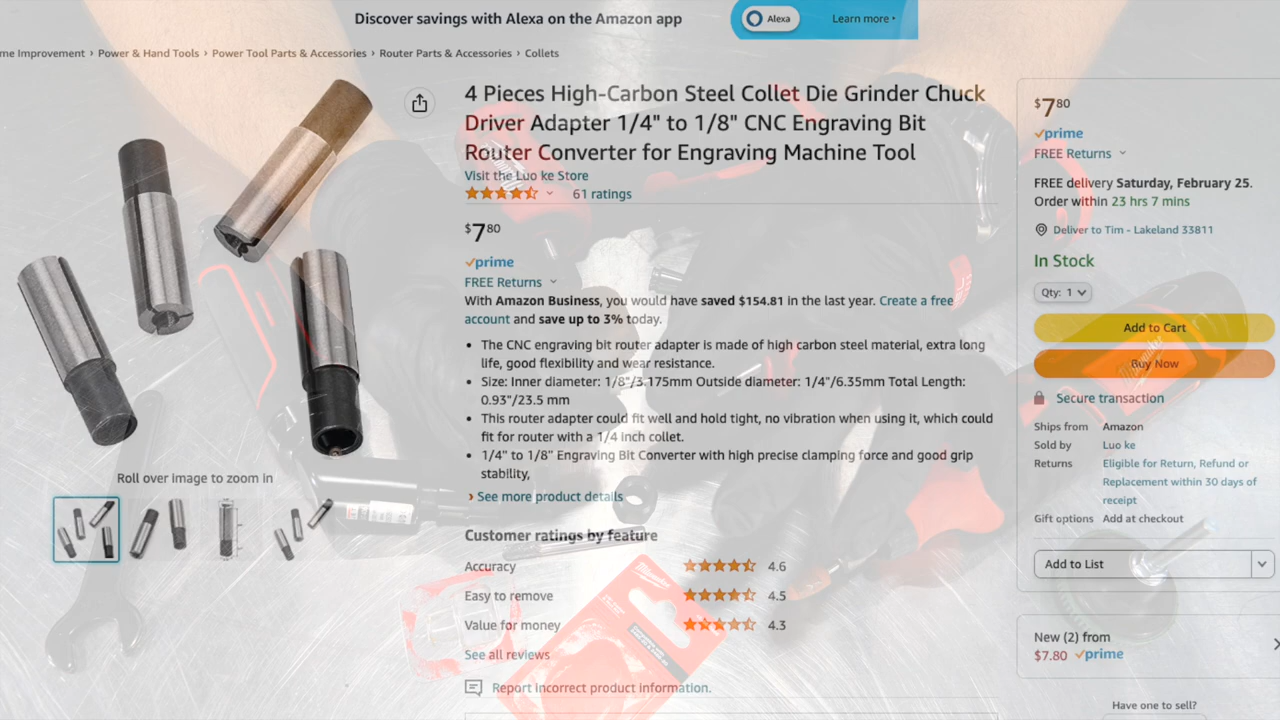 Discover savings with Alexa on the Amazon app
Alexa
Learn more
me Improvement › Power & Hand Tools › Power Tool Parts & Accessories › Router Parts & Accessories › Collets
4 Pieces High-Carbon Steel Collet Die Grinder Chuck
Driver Adapter 1/4" to 1/8" CNC Engraving Bit
Router Converter for Engraving Machine Tool
Visit the Luo ke Store
61 ratings
$7 80
prime
FREE Returns
With Amazon Business, you would have saved $154.81 in the last year. Create a free
account and save up to 3% today.
• The CNC engraving bit router adapter is made of high carbon steel material, extra long
life, good flexibility and wear resistance.
• Size: Inner diameter: 1/8"/3.175mm Outside diameter: 1/4"/6.35mm Total Length:
0.93"/23.5 mm
• This router adapter could fit well and hold tight, no vibration when using it, which could
fit for router with a 1/4 inch collet.
• 1/4" to 1/8" Engraving Bit Converter with high precise clamping force and good grip
stability,
› See more product details
Roll over image to zoom in
Customer ratings by feature
Accuracy 4.6
Easy to remove 4.5
Value for money 4.3
See all reviews
Report incorrect product information.
$7 80
prime
FREE Returns
FREE delivery Saturday, February 25.
Order within 23 hrs 7 mins
Deliver to Tim - Lakeland 33811
In Stock
Qty: 1
Add to Cart
Buy Now
Secure transaction
Ships from Amazon
Sold by Luo ke
Returns Eligible for Return, Refund or
Replacement within 30 days of
receipt
Gift options Add at checkout
Add to List
New (2) from
$7.80 prime
Have one to sell?
Milwaukee
Milwaukee